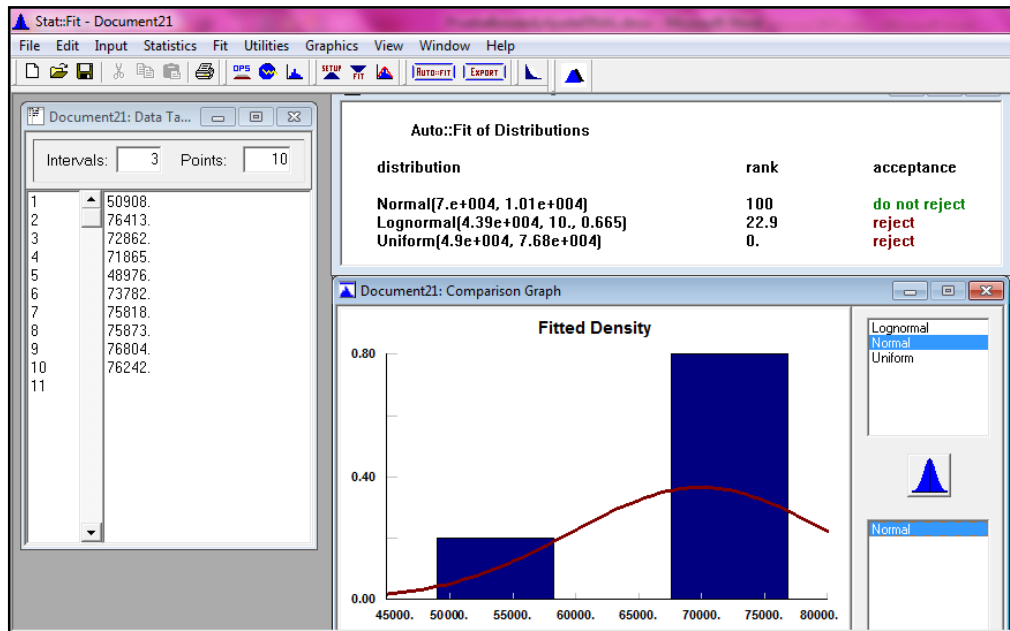 Stat::Fit - Document21
File Edit Input Statistics Fit Utilities Graphics View Window Help
OPS SETUP FIT AUTO::FIT EXPORT
Document21: Data Ta...
Intervals: 3 Points: 10
1 50908.
2 76413.
3 72862.
4 71865.
5 48976.
6 73782.
7 75818.
8 75873.
9 76804.
10 76242.
11
Auto::Fit of Distributions
distribution rank acceptance
Normal(7.e+004, 1.01e+004) 100 do not reject
Lognormal(4.39e+004, 10., 0.665) 22.9 reject
Uniform(4.9e+004, 7.68e+004) 0. reject
Document21: Comparison Graph
Fitted Density
0.80
0.40
0.00
45000. 50000. 55000. 60000. 65000. 70000. 75000. 80000.
Lognormal
Normal
Uniform
Normal